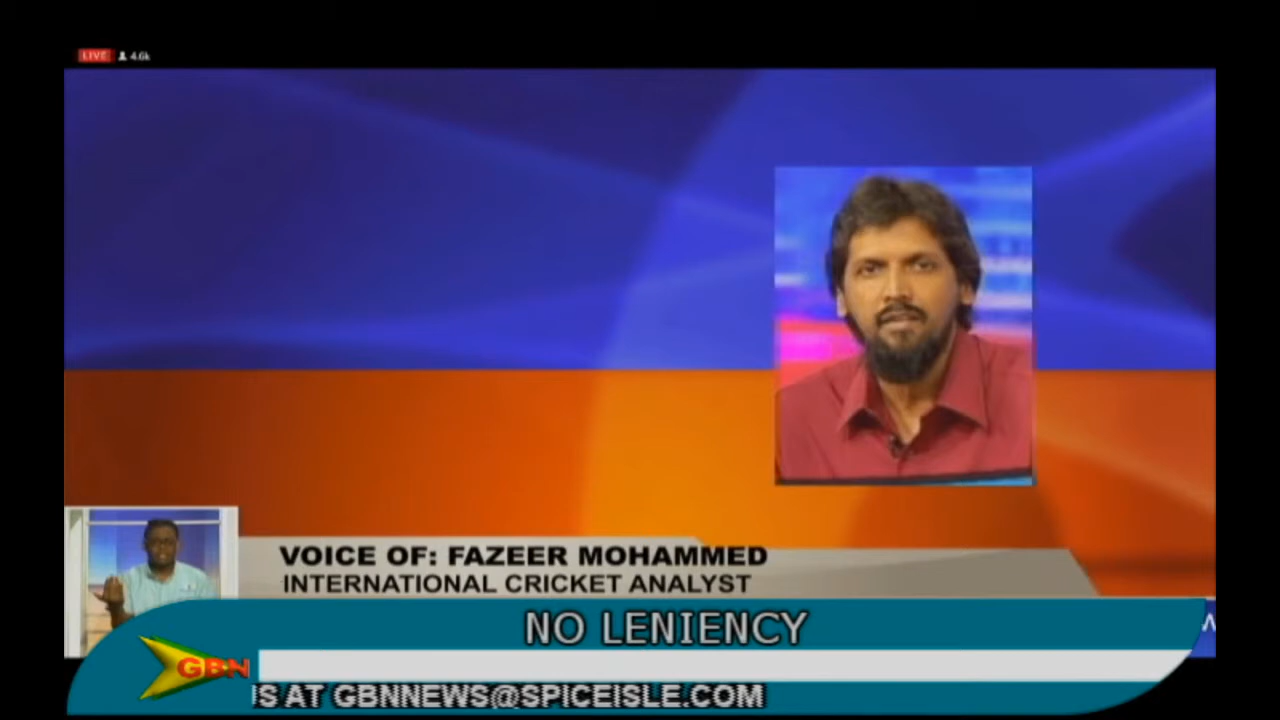 LIVE 4.6k
VOICE OF: FAZEER MOHAMMED
INTERNATIONAL CRICKET ANALYST
NO LENIENCY
GBN
S AT GBNNEWS@SPICEISLE.COM